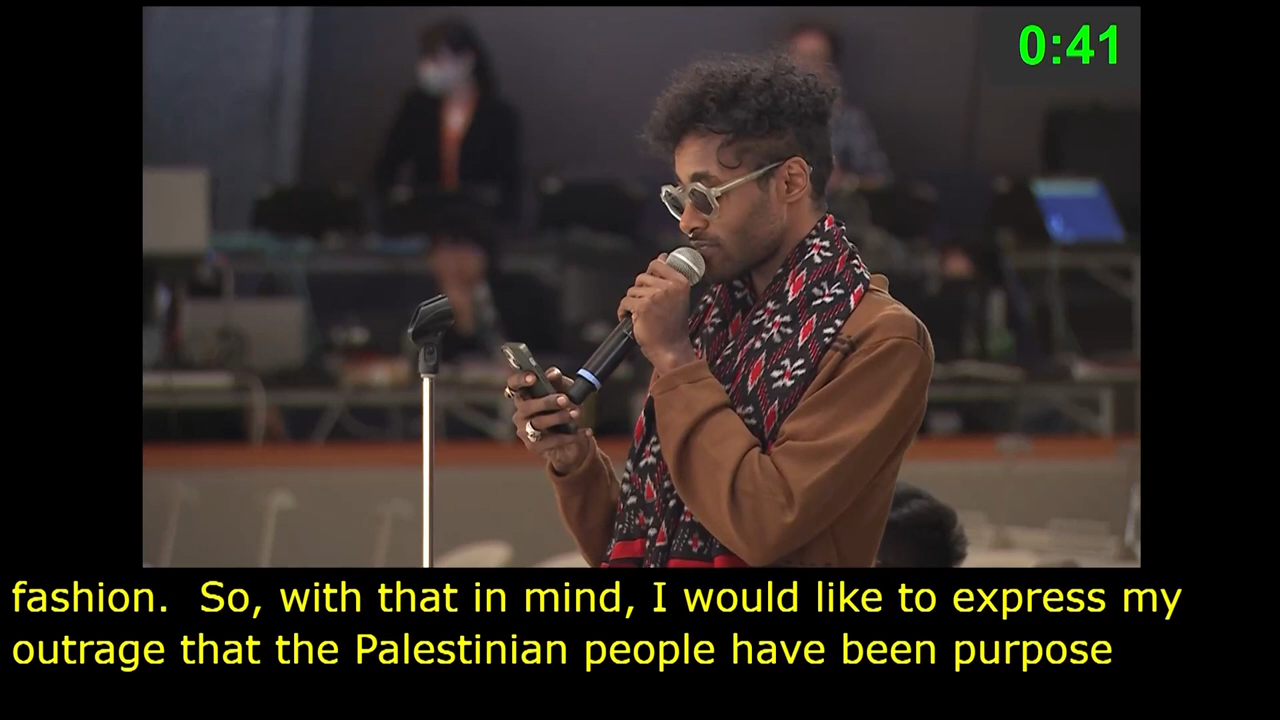 0:41
fashion.  So, with that in mind, I would like to express my
outrage that the Palestinian people have been purpose